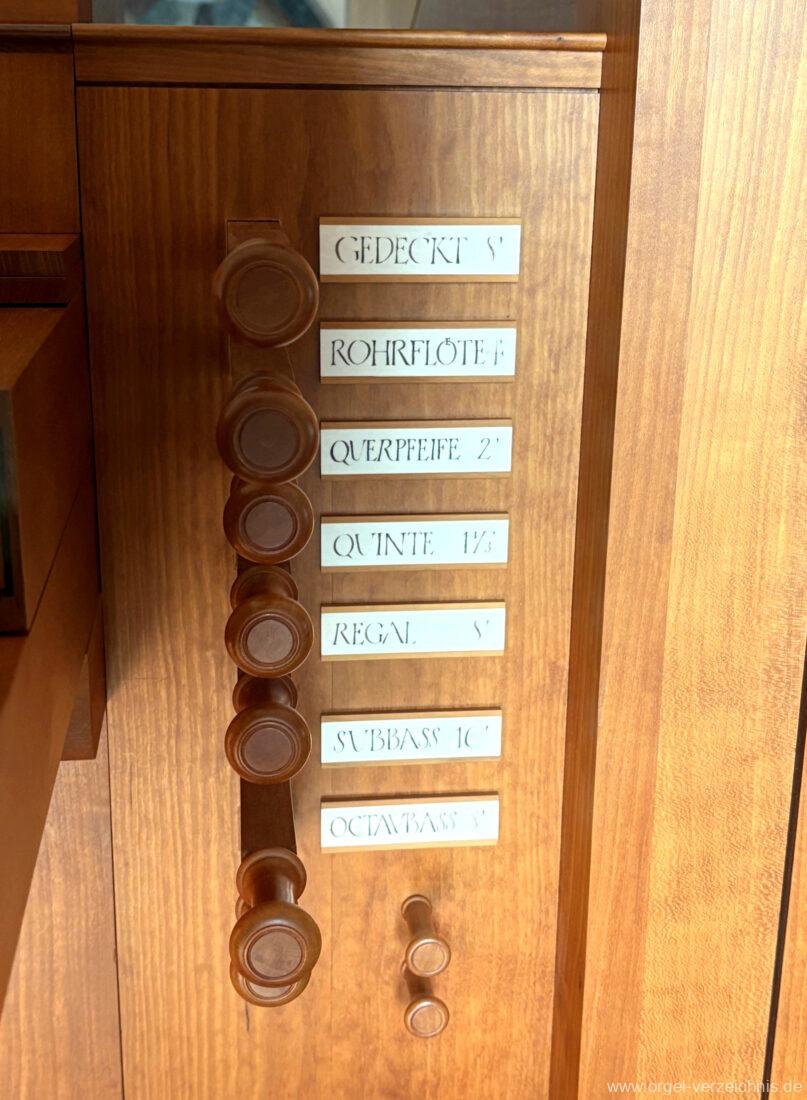 GEDECKT 8'
ROHRFLÖTE 4'
QUERPFEIFE 2'
QUINTE 1⅓'
REGAL 8'
SUBBASS 16'
OCTAVBASS 8'
www.orgel-verzeichnis.de